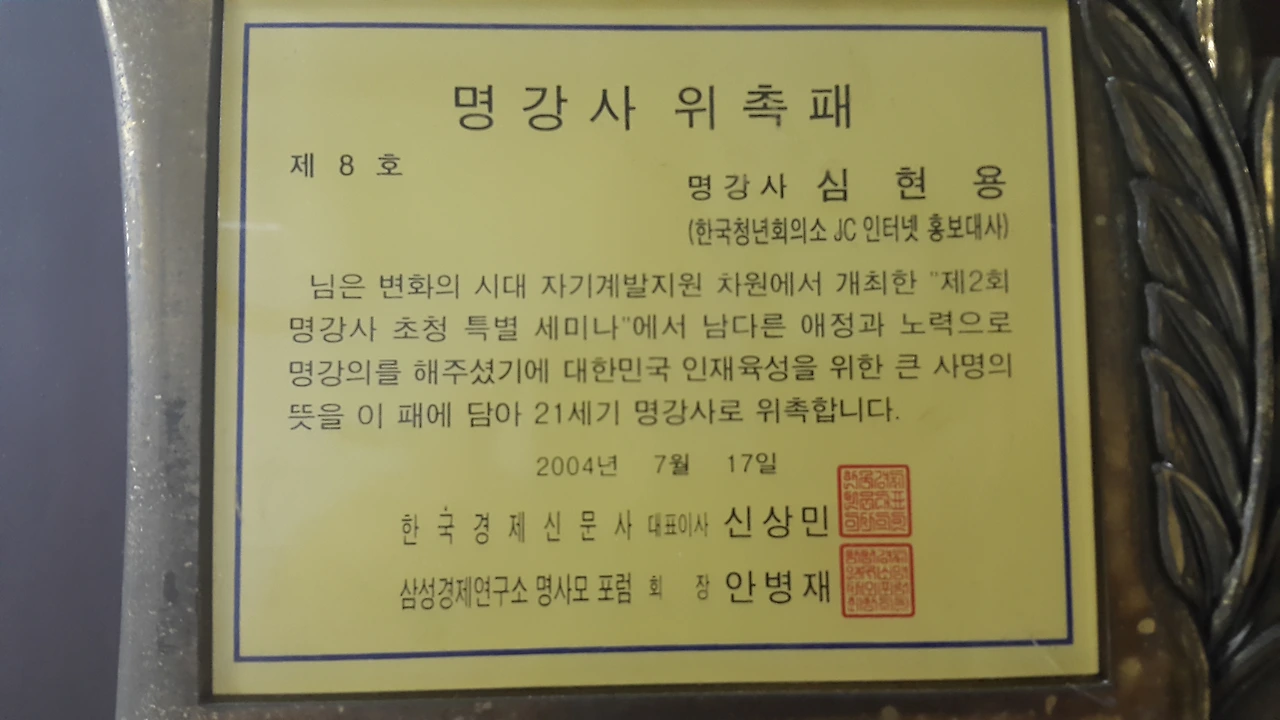 명강사 위촉패
제 8 호
명강사 심현용
(한국청년회의소 JC 인터넷 홍보대사)
님은 변화의 시대 자기계발지원 차원에서 개최한 "제2회
명강사 초청 특별 세미나"에서 남다른 애정과 노력으로
명강의를 해주셨기에 대한민국 인재육성을 위한 큰 사명의
뜻을 이 패에 담아 21세기 명강사로 위촉합니다.
2004년 7월 17일
한국경제신문사 대표이사 신상민
삼성경제연구소 명사모 포럼 회 장 안병재